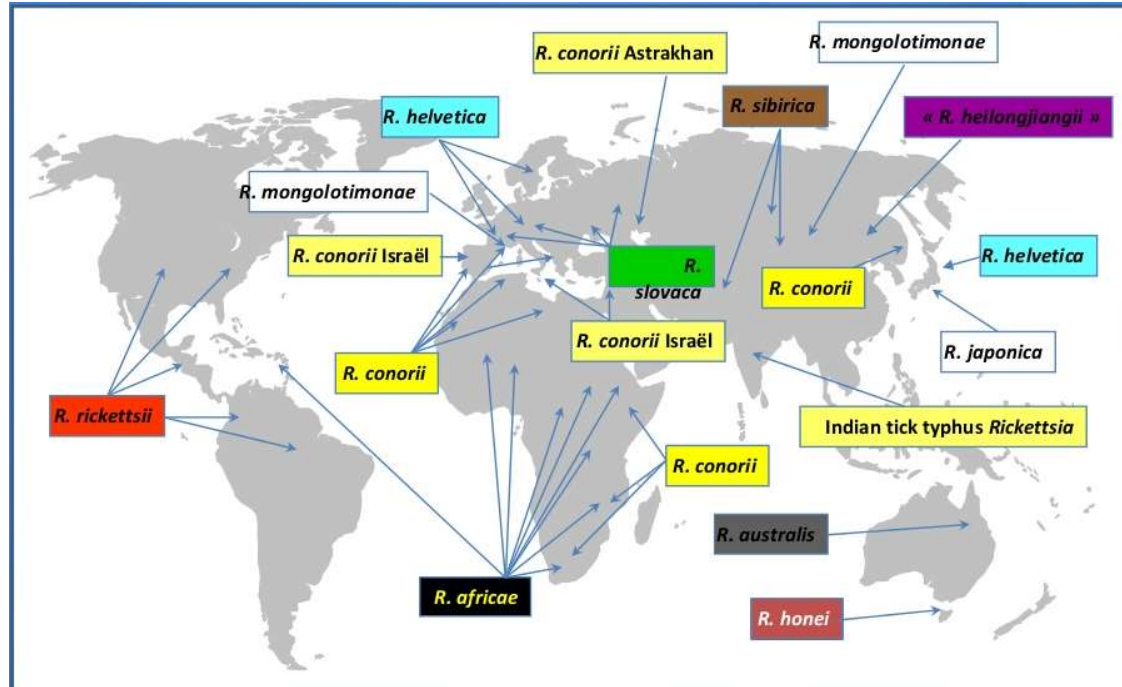 R. conorii Astrakhan
R. mongolotimonae
R. helvetica
R. sibirica
« R. heilongjiangii »
R. mongolotimonae
R. conorii Israël
R.
slovaca
R. conorii
R. helvetica
R. conorii Israël
R. japonica
R. conorii
R. rickettsii
Indian tick typhus Rickettsia
R. conorii
R. australis
R. africae
R. honei